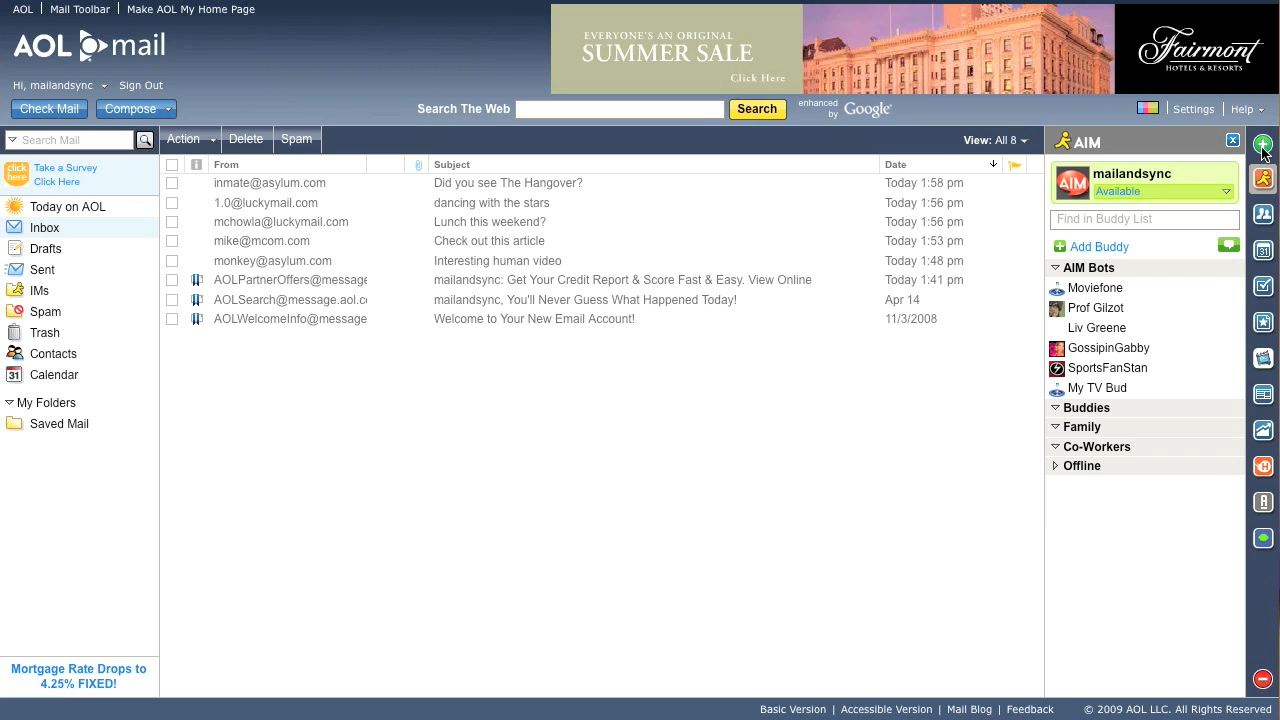 AOL | Mail Toolbar | Make AOL My Home Page
AOL mail
EVERYONE'S AN ORIGINAL
SUMMER SALE
Click Here
Fairmont
HOTELS & RESORTS
Hi, mailandsync
Sign Out
Check Mail
Compose
Search The Web
Search
enhanced by Google
Settings
Help
Search Mail
Action
Delete
Spam
View: All 8
AIM
Take a Survey
Click Here
From
Subject
Date
mailandsync
Available
AIM
Find in Buddy List
Add Buddy
Today on AOL
Inbox
Drafts
Sent
IMs
Spam
Trash
Contacts
31 Calendar
My Folders
Saved Mail
inmate@asylum.com Did you see The Hangover? Today 1:58 pm
1.0@luckymail.com dancing with the stars Today 1:56 pm
mchowla@luckymail.com Lunch this weekend? Today 1:56 pm
mike@mcom.com Check out this article Today 1:53 pm
monkey@asylum.com Interesting human video Today 1:48 pm
AOLPartnerOffers@message mailandsync: Get Your Credit Report & Score Fast & Easy. View Online Today 1:41 pm
AOLSearch@message.aol.co mailandsync, You'll Never Guess What Happened Today! Apr 14
AOLWelcomeInfo@message Welcome to Your New Email Account! 11/3/2008
AIM Bots
Moviefone
Prof Gilzot
Liv Greene
GossipinGabby
SportsFanStan
My TV Bud
Buddies
Family
Co-Workers
Offline
31
Mortgage Rate Drops to
4.25% FIXED!
Basic Version | Accessible Version | Mail Blog | Feedback © 2009 AOL LLC. All Rights Reserved